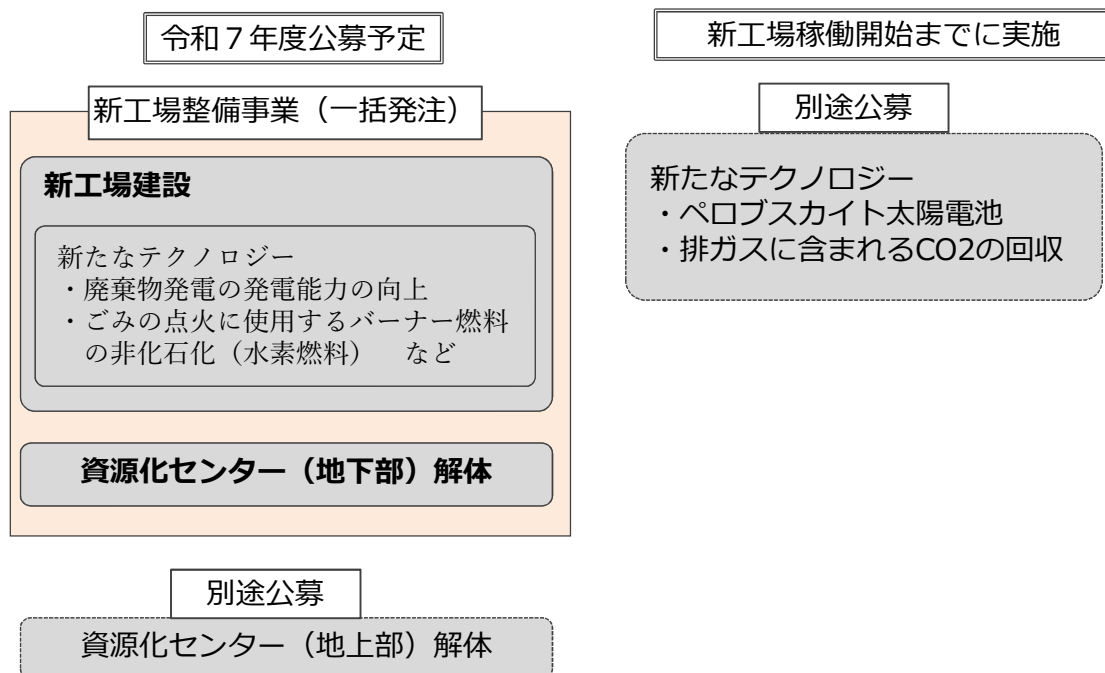 令和７年度公募予定
新工場整備事業（一括発注）
新工場建設
新たなテクノロジー
・廃棄物発電の発電能力の向上
・ごみの点火に使用するバーナー燃料
の非化石化（水素燃料）　など
資源化センター（地下部）解体
別途公募
資源化センター（地上部）解体
新工場稼働開始までに実施
別途公募
新たなテクノロジー
・ペロブスカイト太陽電池
・排ガスに含まれるCO2の回収